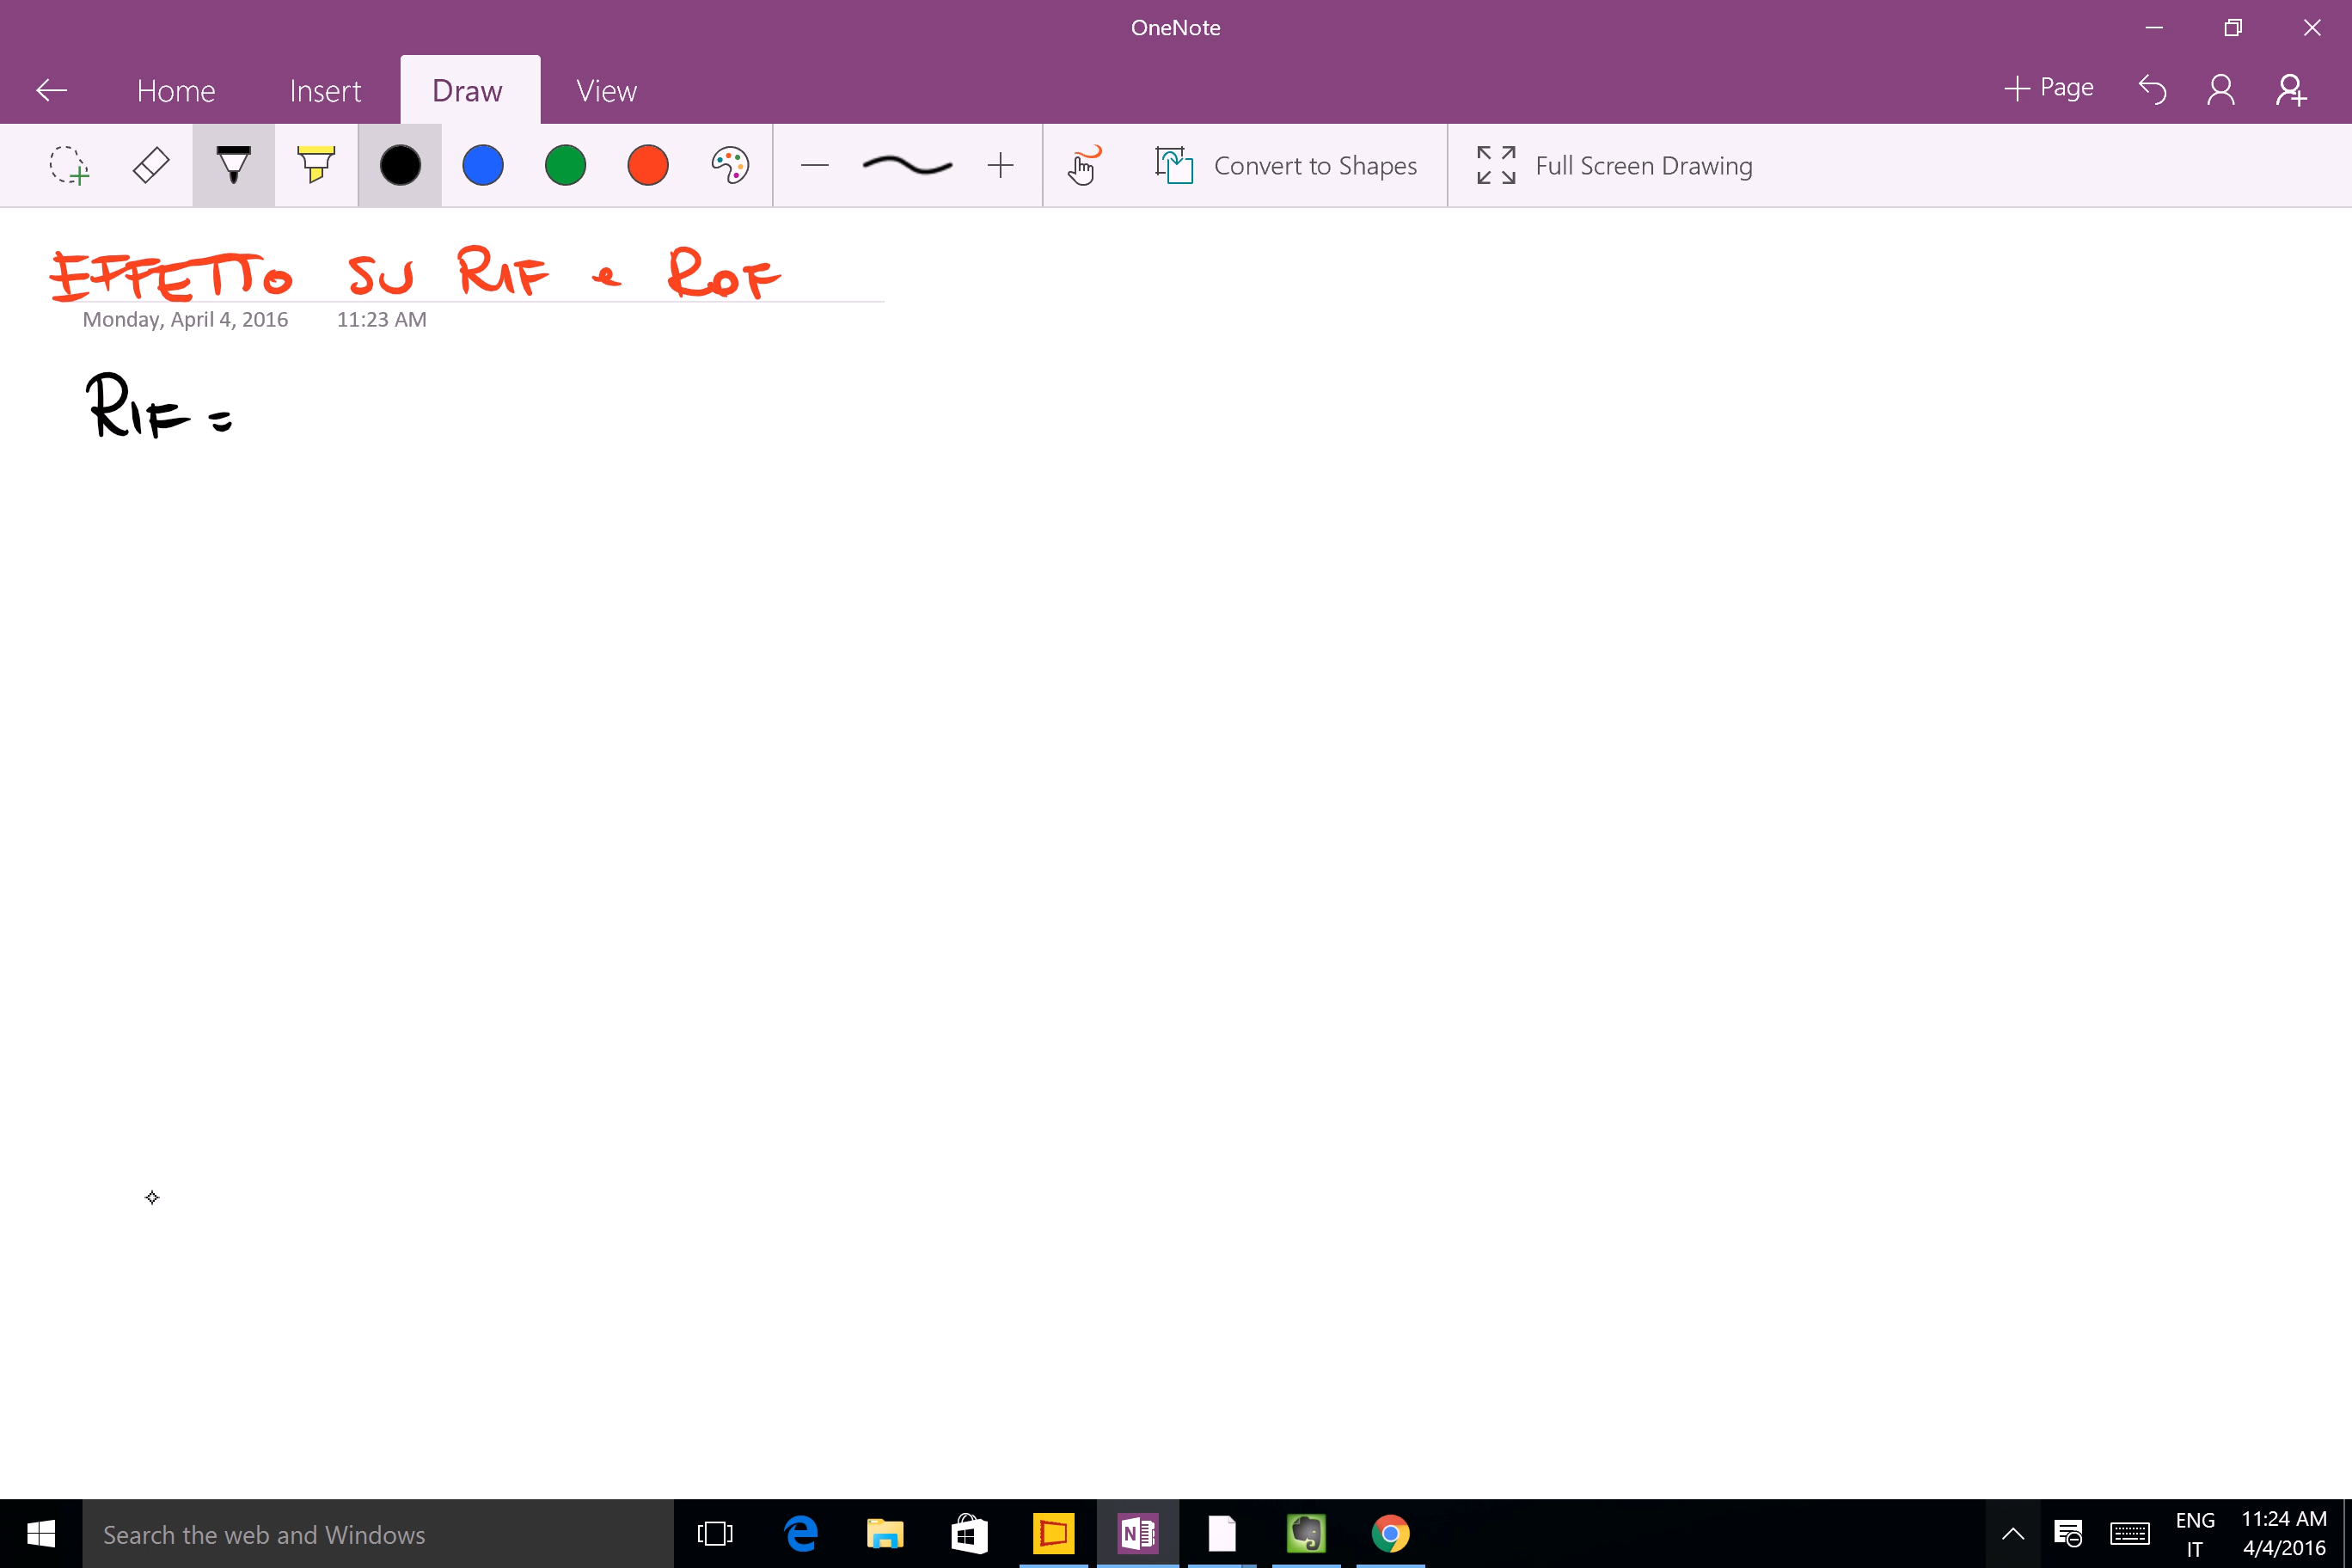 OneNote
Home Insert Draw View + Page
Convert to Shapes Full Screen Drawing
EFFETTO SU RIF e ROF
Monday, April 4, 2016 11:23 AM
RIF =
Search the web and Windows
ENG 11:24 AM
IT 4/4/2016